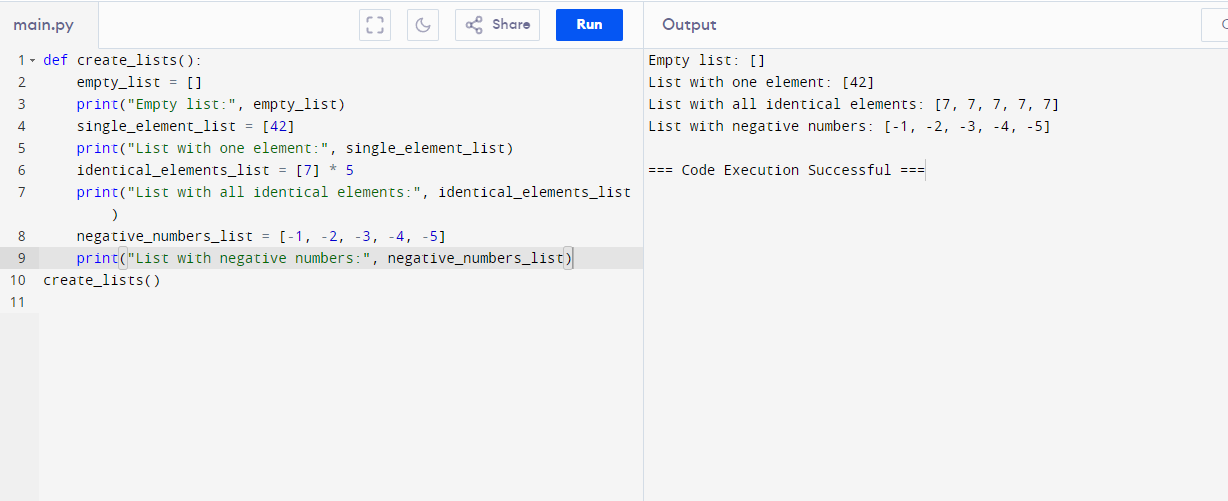 main.py
Share
Run
Output
1 def create_lists():
2     empty_list = []
3     print("Empty list:", empty_list)
4     single_element_list = [42]
5     print("List with one element:", single_element_list)
6     identical_elements_list = [7] * 5
7     print("List with all identical elements:", identical_elements_list
        )
8     negative_numbers_list = [-1, -2, -3, -4, -5]
9     print("List with negative numbers:", negative_numbers_list)
10 create_lists()
11
Empty list: []
List with one element: [42]
List with all identical elements: [7, 7, 7, 7, 7]
List with negative numbers: [-1, -2, -3, -4, -5]
=== Code Execution Successful ===